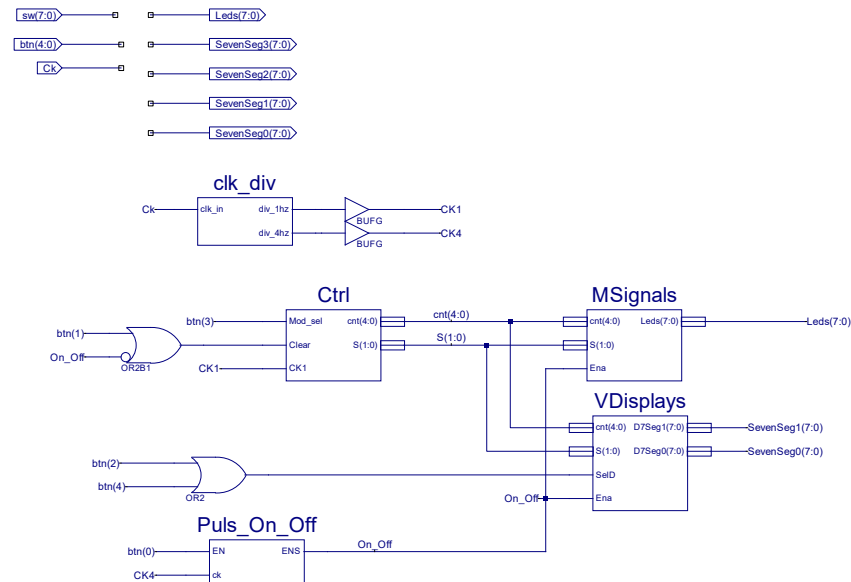 sw(7:0)
Leds(7:0)
btn(4:0)
SevenSeg3(7:0)
Ck
SevenSeg2(7:0)
SevenSeg1(7:0)
SevenSeg0(7:0)
clk_div
Ck
clk_in
div_1hz
BUFG
CK1
div_4hz
BUFG
CK4
Ctrl
MSignals
btn(3)
Mod_sel
cnt(4:0)
cnt(4:0)
cnt(4:0)
Leds(7:0)
Leds(7:0)
btn(1)
On_Off
OR2B1
Clear
S(1:0)
S(1:0)
S(1:0)
CK1
CK1
Ena
VDisplays
cnt(4:0)
D7Seg1(7:0)
SevenSeg1(7:0)
S(1:0)
D7Seg0(7:0)
SevenSeg0(7:0)
btn(2)
btn(4)
OR2
SelD
On_Off
Ena
Puls_On_Off
btn(0)
EN
ENS
On_Off
CK4
ck